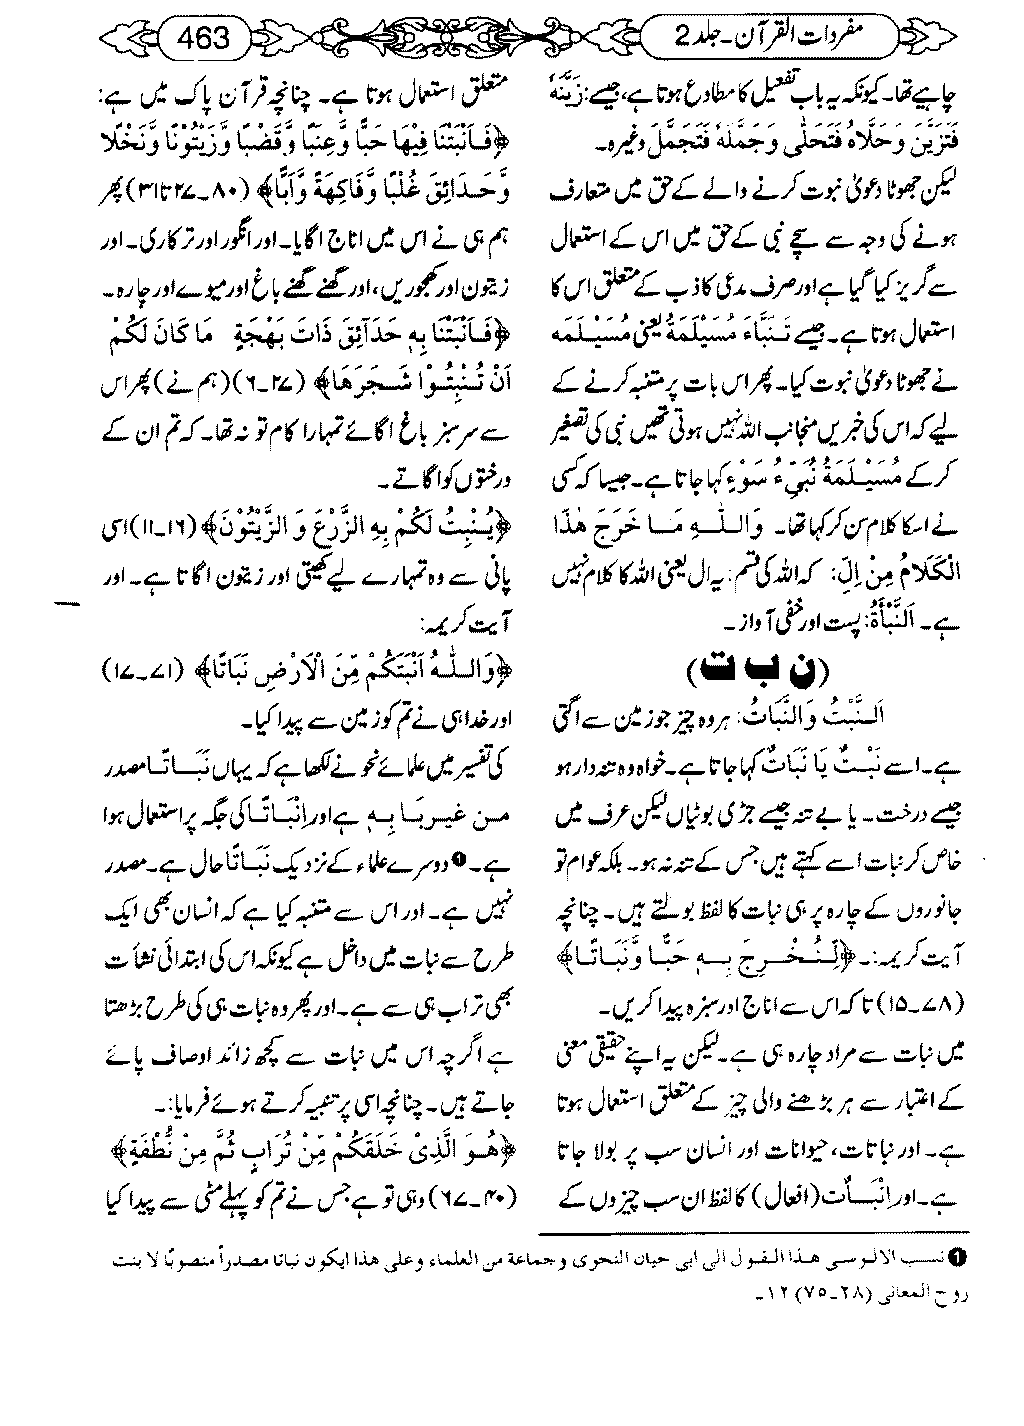 مفردات القرآن۔ جلد 2
463
چاہیے تھا۔ کیونکہ یہ باب تفعیل کا مطاوع ہوتا ہے، جیسے: زَیَّنَهٗ
فَتَزَیَّنَ وَحَلَّاهُ فَتَحَلّٰی وَجَمَّلَهٗ فَتَجَمَّلَ وغیرہ۔
لیکن جھوٹا دعویٰ نبوت کرنے والے کے حق میں متعارف
ہونے کی وجہ سے سچے نبی کے حق میں اس کے استعمال
سے گریز کیا گیا ہے اور صرف مدعی کاذب کے متعلق اس کا
استعمال ہوتا ہے۔ جیسے تَنَبَّاءَ مُسَیْلِمَةُ یعنی مُسَیْلِمَہ
نے جھوٹا دعویٰ نبوت کیا۔ پھر اس بات پر متنبہ کرنے کے
لیے کہ اس کی خبریں منجانب اللہ نہیں ہوتی تھیں نبی کی تصغیر
کر کے مُسَیْلِمَةُ نُبَیِّءُ سَوْءٍ کہا جاتا ہے۔ جیسا کہ کسی
نے اسکا کلام سن کر کہا تھا۔ وَاللّٰهِ مَا خَرَجَ هٰذَا
الْکَلَامُ مِنْ اِلٍّ: کہ اللہ کی قسم: یہ ال یعنی اللہ کا کلام نہیں
ہے۔ اَلنَّبْأَةُ: پست اور خفی آواز۔
(ن ب ت)
اَلنَّبْتُ وَالنَّبَاتُ: ہر وہ چیز جو زمین سے اگتی
ہے۔ اسے نَبْتٌ یا نَبَاتٌ کہا جاتا ہے۔ خواہ وہ تنہ دار ہو
جیسے درخت۔ یا بے تنہ جیسے جڑی بوٹیاں لیکن عرف میں
خاص کر نبات اسے کہتے ہیں جس کے تنہ نہ ہو۔ بلکہ عوام تو
جانوروں کے چارہ پر ہی نبات کا لفظ بولتے ہیں۔ چنانچہ
آیت کریمہ:۔ ﴿لِنُخْرِجَ بِهٖ حَبًّا وَّنَبَاتًا﴾
(۷۸۔۱۵) تاکہ اس سے اناج اور سبزہ پیدا کریں۔
میں نبات سے مراد چارہ ہی ہے۔ لیکن یہ اپنے حقیقی معنی
کے اعتبار سے ہر بڑھنے والی چیز کے متعلق استعمال ہوتا
ہے۔ اور نباتات، حیوانات اور انسان سب پر بولا جاتا
ہے۔ اور اِنْبَاتٌ (افعال) کا لفظ ان سب چیزوں کے
متعلق استعمال ہوتا ہے۔ چنانچہ قرآن پاک میں ہے:
﴿فَاَنْبَتْنَا فِیْهَا حَبًّا وَّعِنَبًا وَّقَضْبًا وَّزَیْتُوْنًا وَّنَخْلًا
وَّحَدَآئِقَ غُلْبًا وَّفَاکِهَةً وَّاَبًّا﴾ (۸۰۔۲۷تا۳۱) پھر
ہم ہی نے اس میں اناج اگایا۔ اور انگور اور ترکاری۔ اور
زیتون اور کھجوریں، اور گھنے گھنے باغ اور میوے اور چارہ۔
﴿فَاَنْبَتْنَا بِهٖ حَدَآئِقَ ذَاتَ بَهْجَةٍ مَا کَانَ لَکُمْ
اَنْ تُنْبِتُوْا شَجَرَهَا﴾ (۲۷۔۶) (ہم نے) پھر اس
سے سرسبز باغ اگائے تمہارا کام تو نہ تھا۔ کہ تم ان کے
درختوں کو اگاتے۔
﴿یُنْبِتُ لَکُمْ بِهِ الزَّرْعَ وَ الزَّیْتُوْنَ﴾ (۱۶۔۱۱) اسی
پانی سے وہ تمہارے لیے کھیتی اور زیتون اگاتا ہے۔ اور
آیت کریمہ:
﴿وَاللّٰهُ اَنْبَتَکُمْ مِّنَ الْاَرْضِ نَبَاتًا﴾ (۷۱۔۱۷)
اور خدا ہی نے تم کو زمین سے پیدا کیا۔
کی تفسیر میں علمائے نحو نے لکھا ہے کہ یہاں نَبَاتًا مصدر
من غیر بابہٖ ہے اور اِنْبَاتًا کی جگہ پر استعمال ہوا
ہے۔❶ دوسرے علماء کے نزدیک نَبَاتًا حال ہے۔ مصدر
نہیں ہے۔ اور اس سے متنبہ کیا ہے کہ انسان بھی ایک
طرح سے نبات میں داخل ہے کیونکہ اس کی ابتدائی نشأت
بھی تراب ہی سے ہے۔ اور پھر وہ نبات ہی کی طرح بڑھتا
ہے اگرچہ اس میں نبات سے کچھ زائد اوصاف پائے
جاتے ہیں۔ چنانچہ اسی پر تنبیہ کرتے ہوئے فرمایا:۔
﴿هُوَ الَّذِیْ خَلَقَکُمْ مِّنْ تُرَابٍ ثُمَّ مِنْ نُّطْفَةٍ﴾
(۴۰۔۶۷) وہی تو ہے جس نے تم کو پہلے مٹی سے پیدا کیا
❶ نسب الالوسی هذا القول الی ابی حیان النحوی وجماعة من العلماء وعلی هذا ایکون نباتا مصدراً منصوبًا لا بنت
روح المعانی (۲۸۔۷۵) ۱۲۔